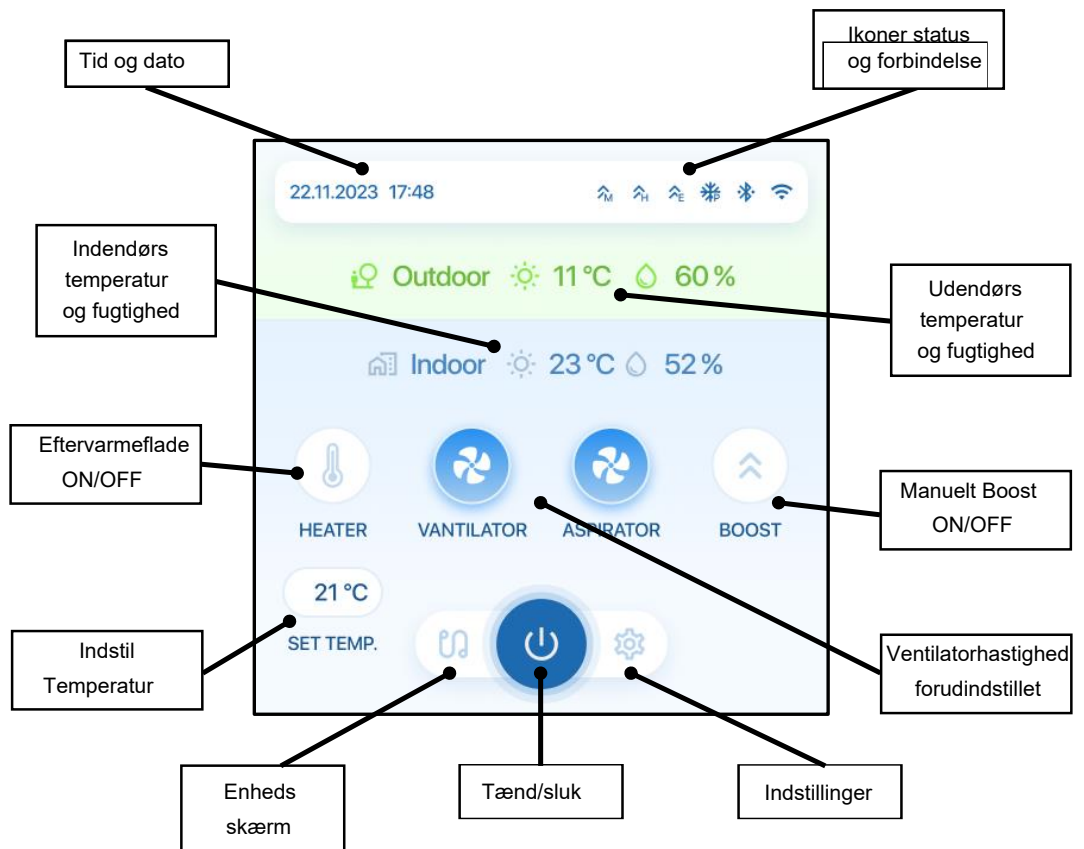 Ikoner status
og forbindelse
Tid og dato
22.11.2023 17:48
M H E P
Indendørs
temperatur
og fugtighed
Outdoor 11 °C 60 %
Udendørs
temperatur
og fugtighed
Indoor 23 °C 52 %
Eftervarmeflade
ON/OFF
Manuelt Boost
ON/OFF
HEATER VANTILATOR ASPIRATOR BOOST
21 °C
SET TEMP.
Indstil
Temperatur
Ventilatorhastighed
forudindstillet
Enheds
skærm
Tænd/sluk
Indstillinger